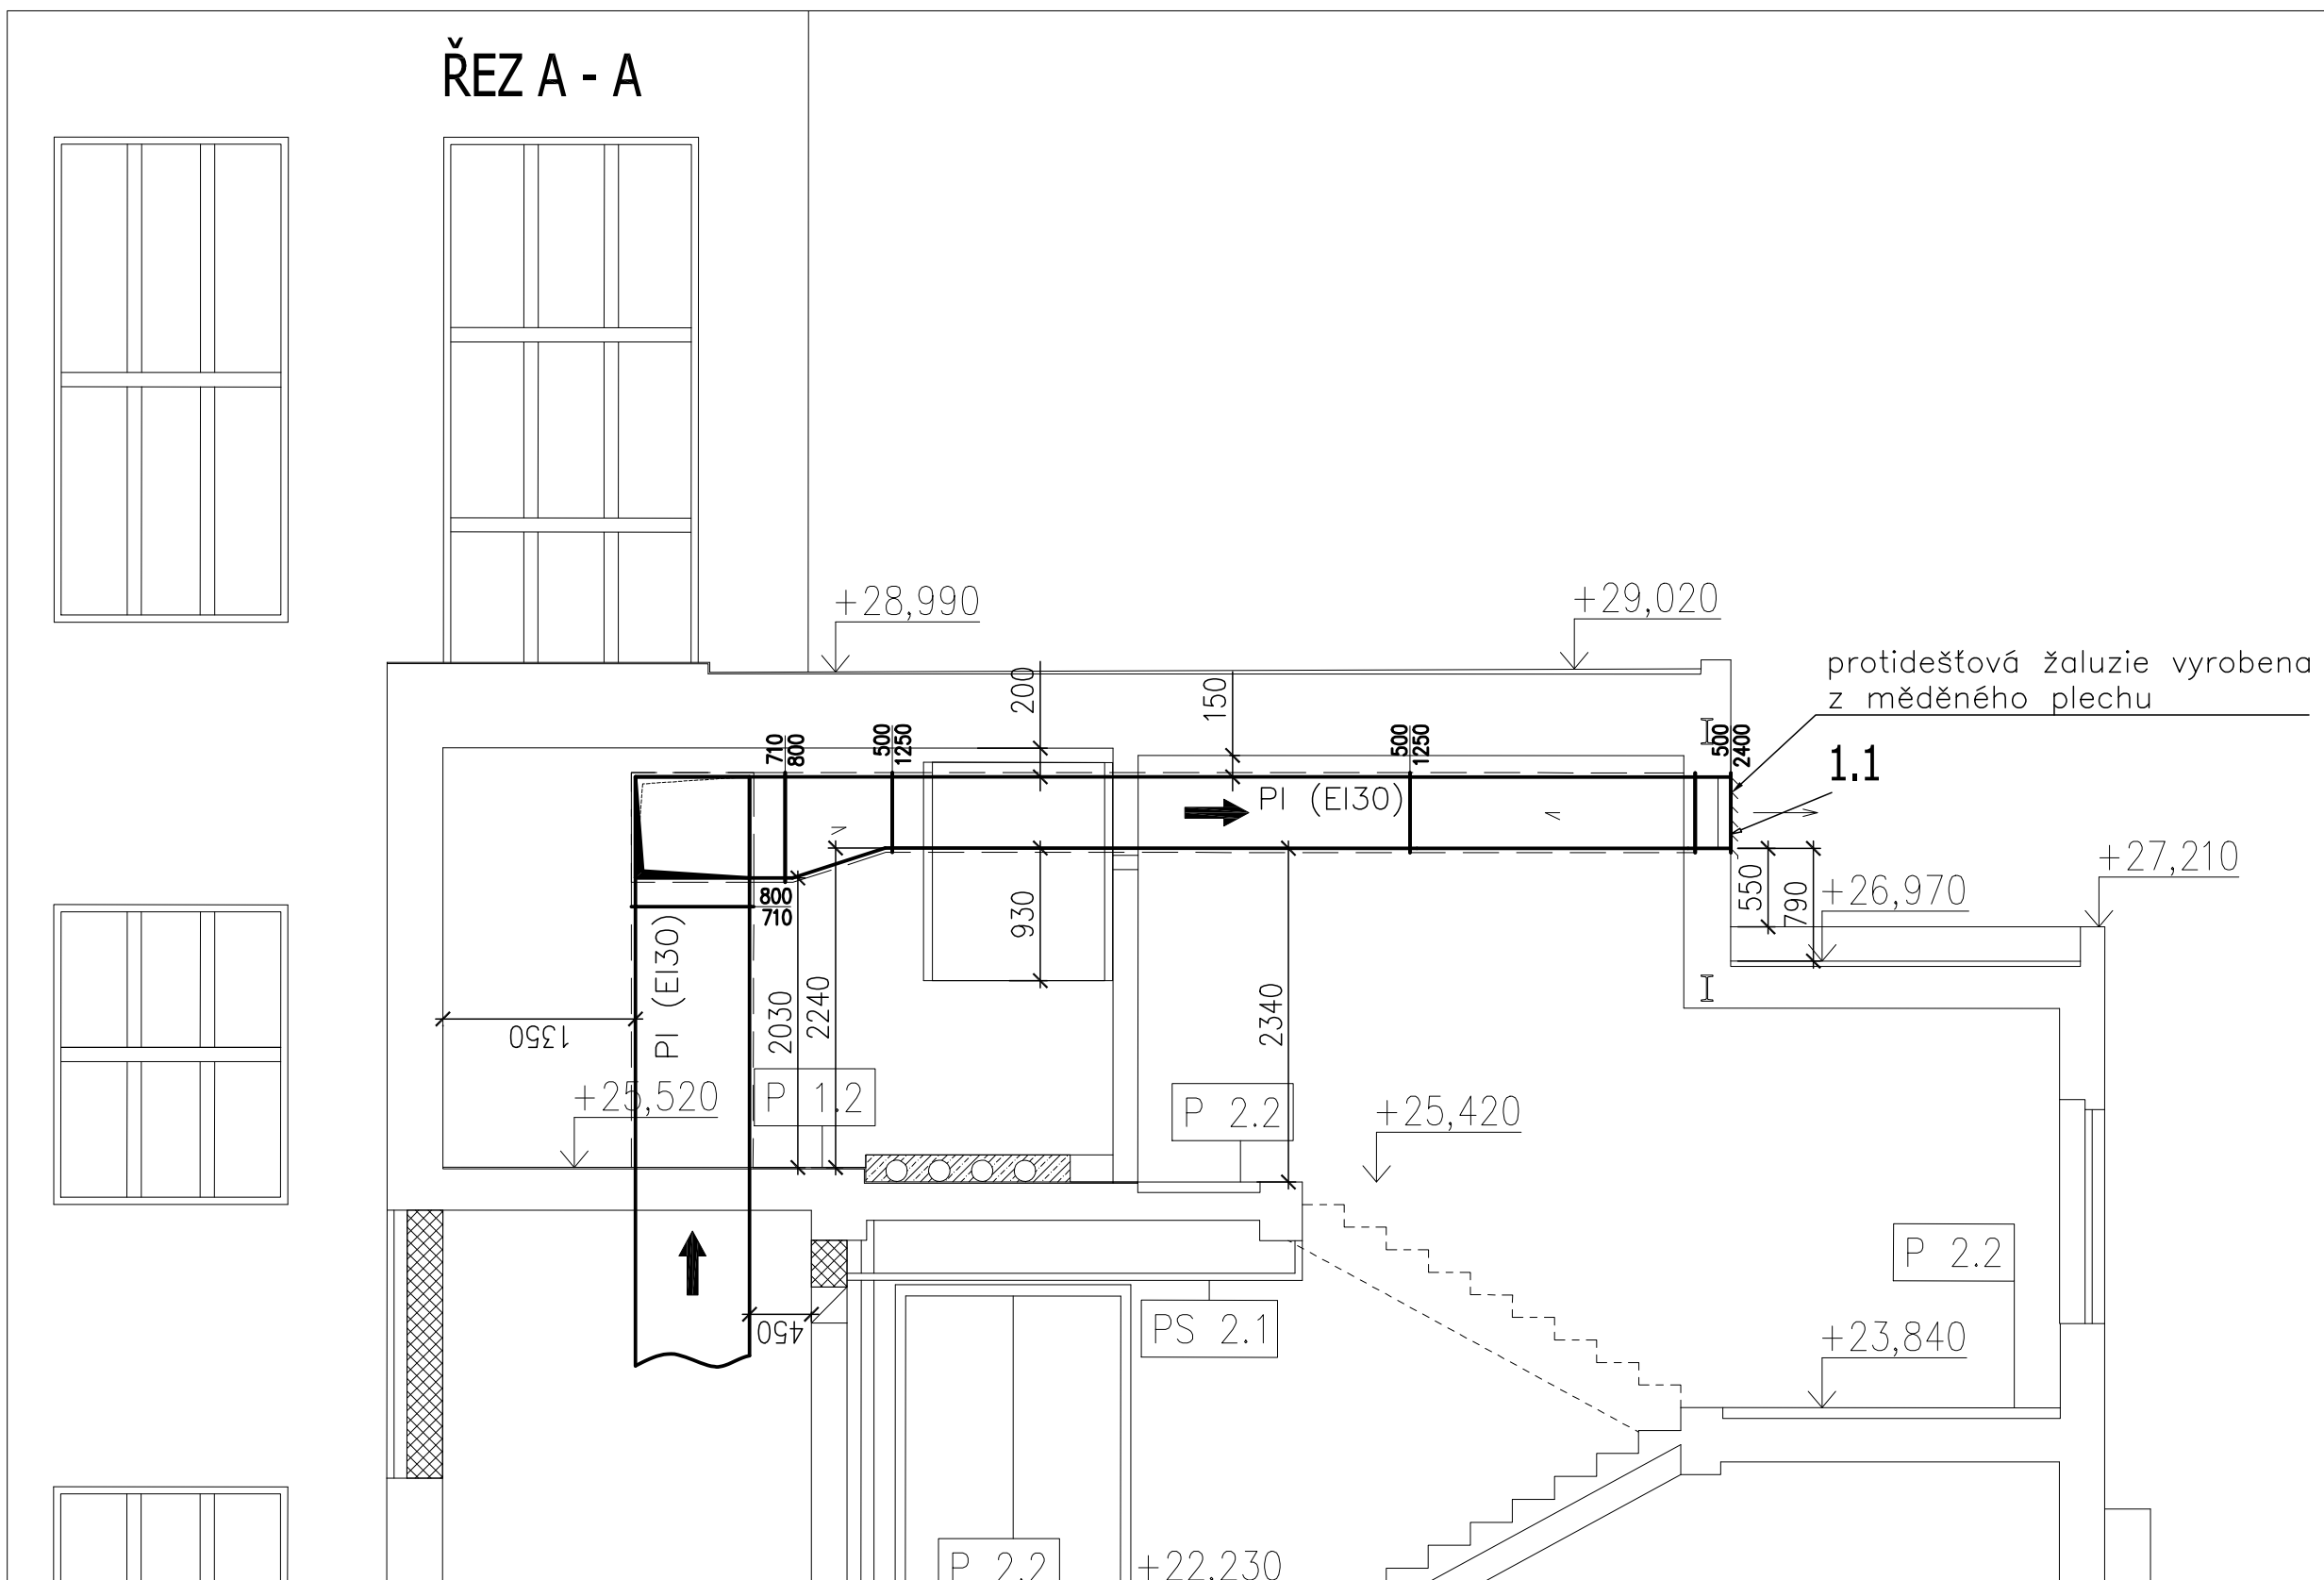 ŘEZ A - A
+28,990
+29,020
protidešťová žaluzie vyrobena
z měděného plechu
1.1
200
150
710
800
500
1250
500
1250
500
2400
I
PI (EI30)
800
710
930
550
790
+26,970
+27,210
PI (EI30)
2030
2240
2340
I
1350
+25,520
P 1.2
P 2.2
+25,420
P 2.2
450
PS 2.1
+23,840
P 2.2
+22,230